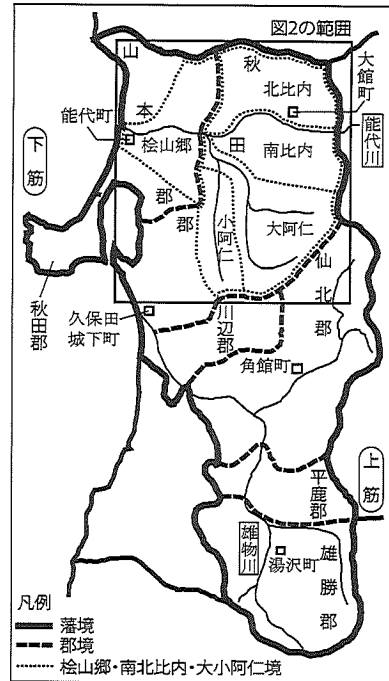 図2の範囲
山本郡
秋田郡
北比内
大館町
能代川
能代町
桧山郷
南比内
下筋
小阿仁
大阿仁
仙北郡
秋田郡
久保田
城下町
川辺郡
角館町
平鹿郡
上筋
雄物川
湯沢町
雄勝郡
凡例
藩境
郡境
桧山郷・南北比内・大小阿仁境